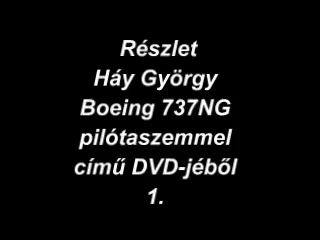 Részlet
Háy György
Boeing 737NG
pilótaszemmel
című DVD-jéből
1.